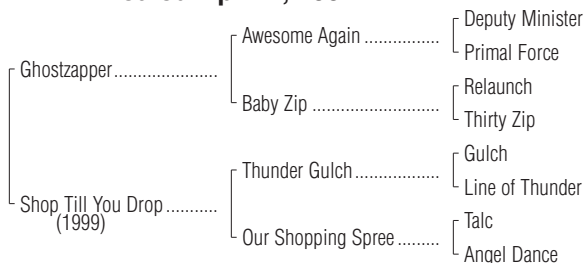 Deputy Minister
Awesome Again ................
Primal Force
Ghostzapper......................
Relaunch
Baby Zip ...........................
Thirty Zip
Gulch
Thunder Gulch ..................
Line of Thunder
Shop Till You Drop ...........
(1999)
Talc
Our Shopping Spree .........
Angel Dance